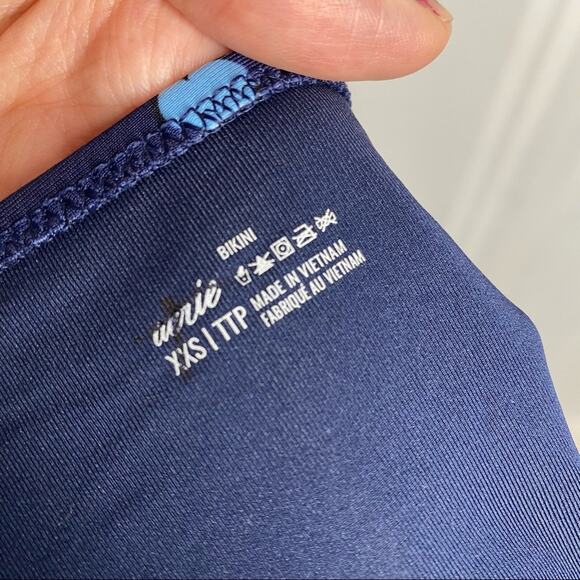 BIKINI
aerie
XXS | TTP
MADE IN VIETNAM
FABRIQUÉ AU VIETNAM